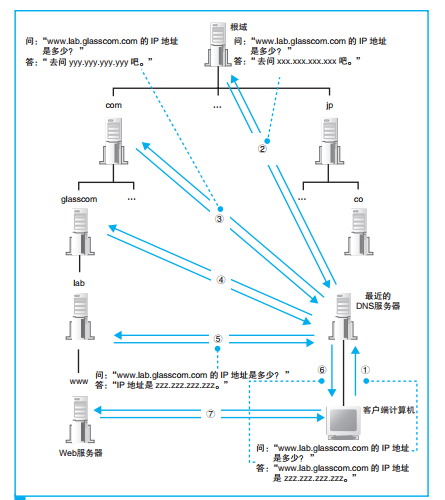 根域
问：“www.lab.glasscom.com 的 IP 地址
是多少？”
答：“去问 yyy.yyy.yyy.yyy 吧。”
问：“www.lab.glasscom.com 的 IP 地址
是多少？”
答：“去问 xxx.xxx.xxx.xxx 吧。”
com
...
jp
②
glasscom
...
③
...
co
④
lab
最近的
DNS服务器
⑤
⑥
①
www
问：“www.lab.glasscom.com 的 IP 地址是多少？”
答：“IP 地址是 zzz.zzz.zzz.zzz。”
⑦
客户端计算机
Web服务器
问：“www.lab.glasscom.com 的 IP 地址
是多少？”
答：“www.lab.glasscom.com 的 IP 地址
是 zzz.zzz.zzz.zzz。”